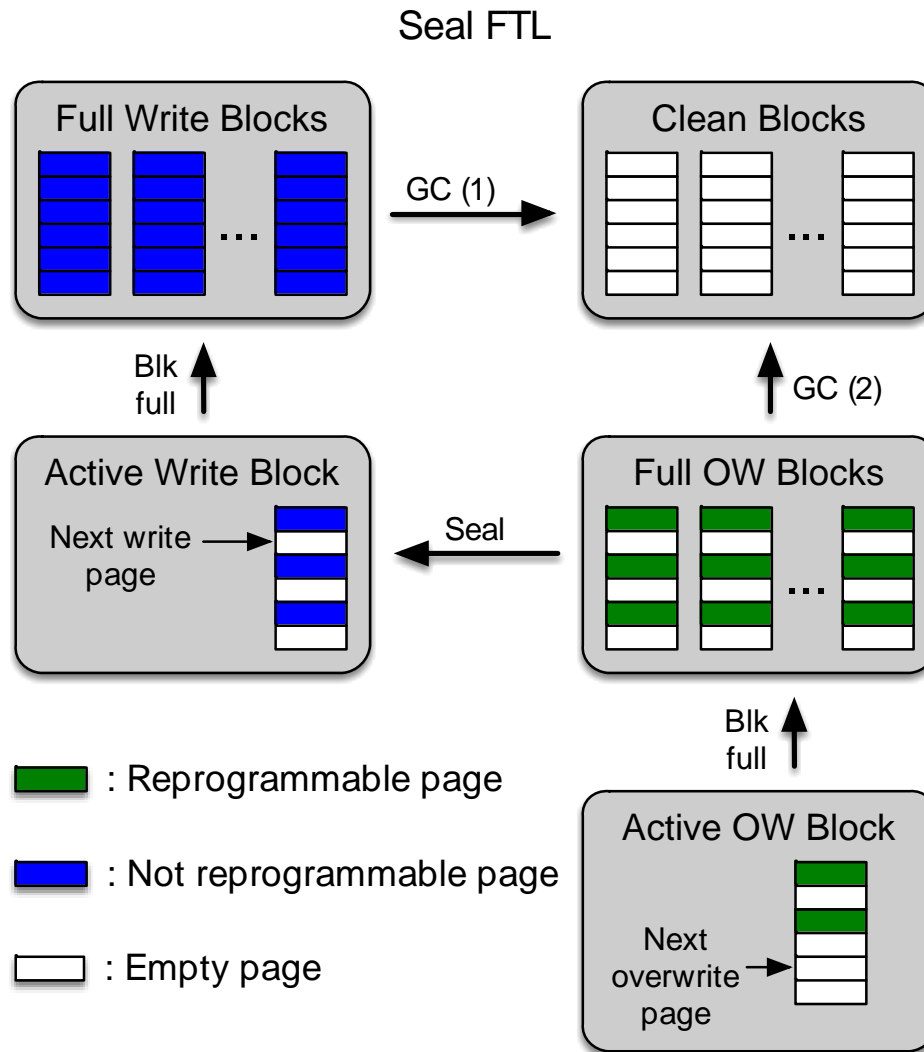 Seal FTL
Full Write Blocks
...
GC (1)
Clean Blocks
...
Blk
full
GC (2)
Active Write Block
Next write
page
Seal
Full OW Blocks
...
Blk
full
: Reprogrammable page
: Not reprogrammable page
: Empty page
Active OW Block
Next
overwrite
page